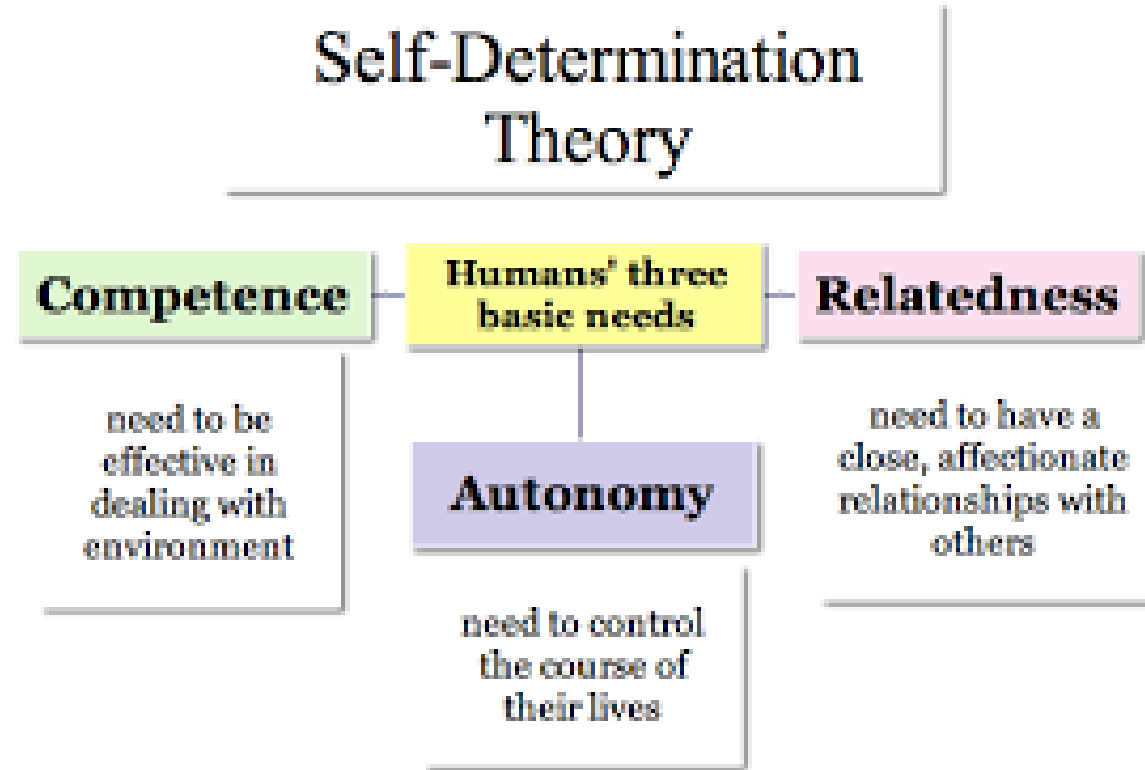 Self-Determination
Theory
Competence
Humans' three
basic needs
Relatedness
need to be
effective in
dealing with
environment
Autonomy
need to control
the course of
their lives
need to have a
close, affectionate
relationships with
others